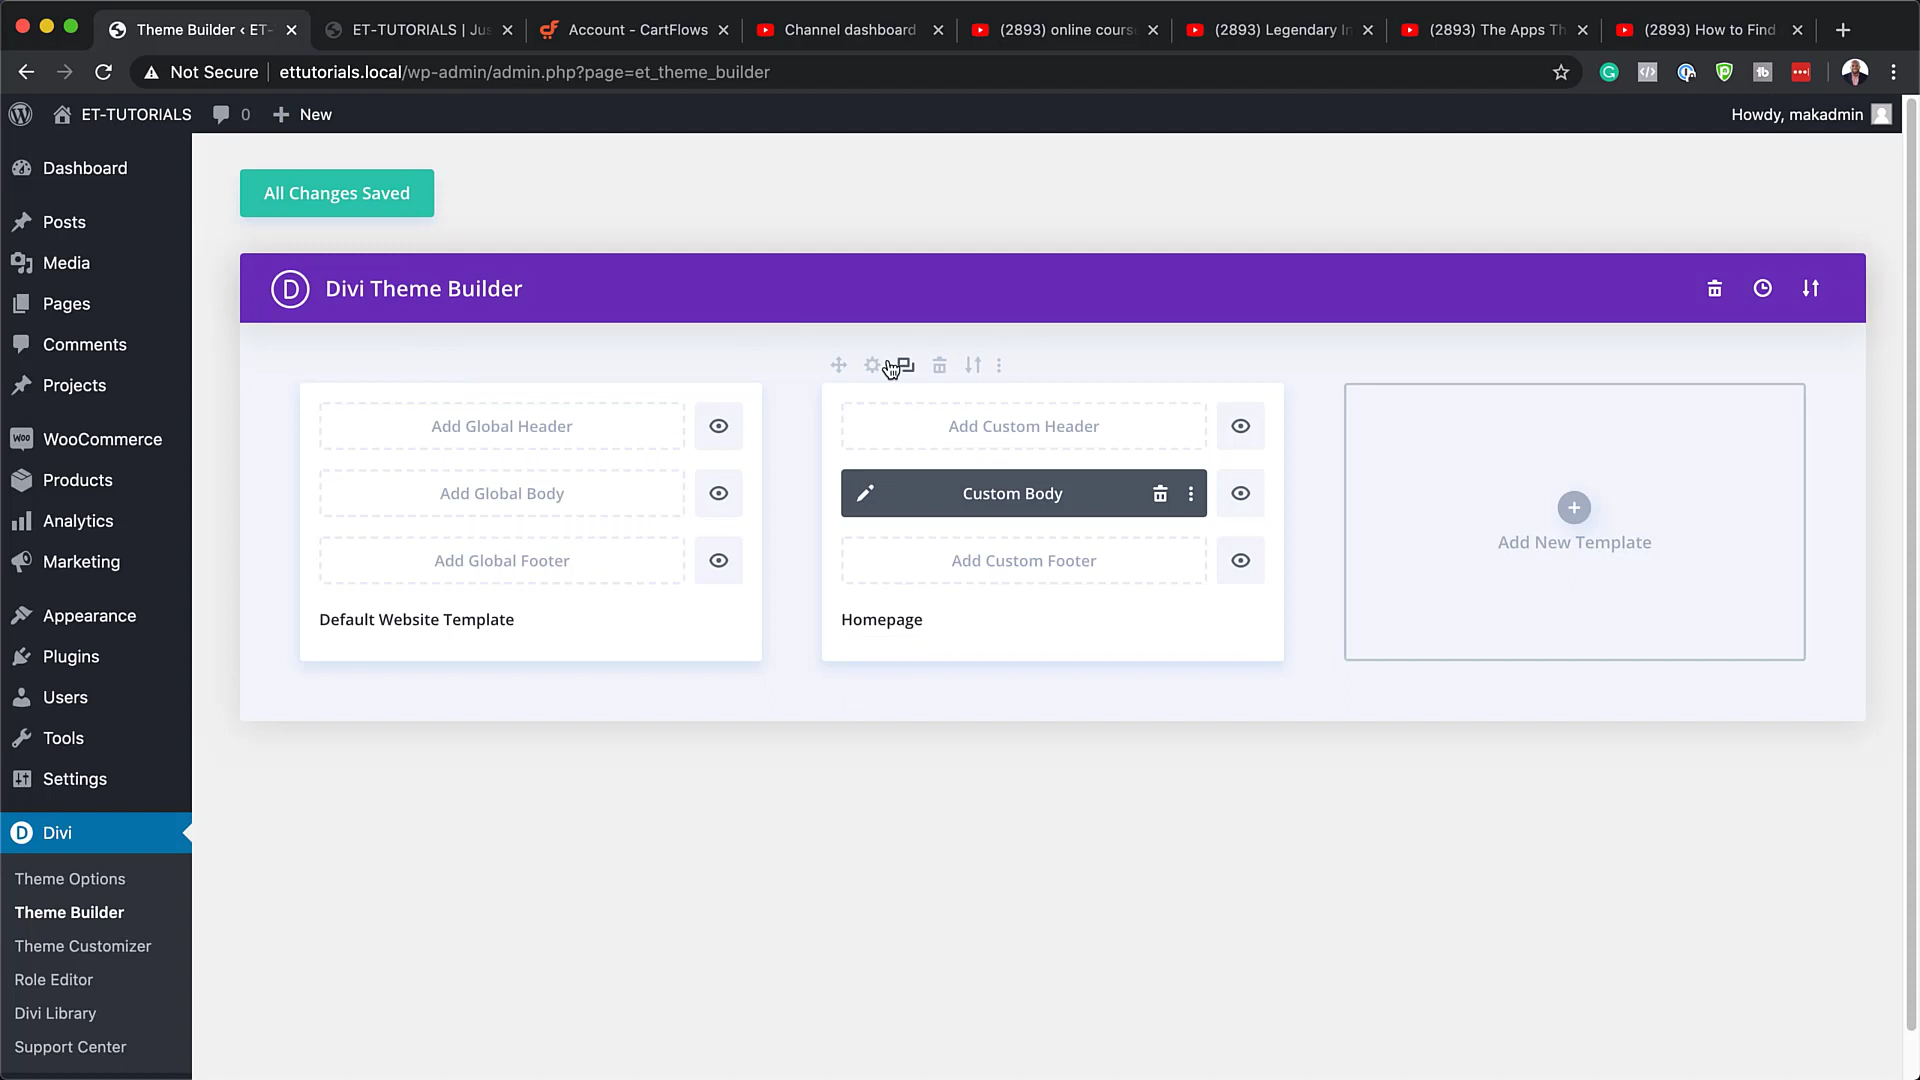 Theme Builder ‹ ET-
ET-TUTORIALS | Jus
Account - CartFlows
Channel dashboard
(2893) online cours
(2893) Legendary In
(2893) The Apps Th
(2893) How to Find
Not Secure
ettutorials.local/wp-admin/admin.php?page=et_theme_builder
ET-TUTORIALS
0
New
Howdy, makadmin
Dashboard
Posts
Media
Pages
Comments
Projects
WooCommerce
Products
Analytics
Marketing
Appearance
Plugins
Users
Tools
Settings
Divi
Theme Options
Theme Builder
Theme Customizer
Role Editor
Divi Library
Support Center
All Changes Saved
Divi Theme Builder
Add Global Header
Add Global Body
Add Global Footer
Default Website Template
Add Custom Header
Custom Body
Add Custom Footer
Homepage
Add New Template